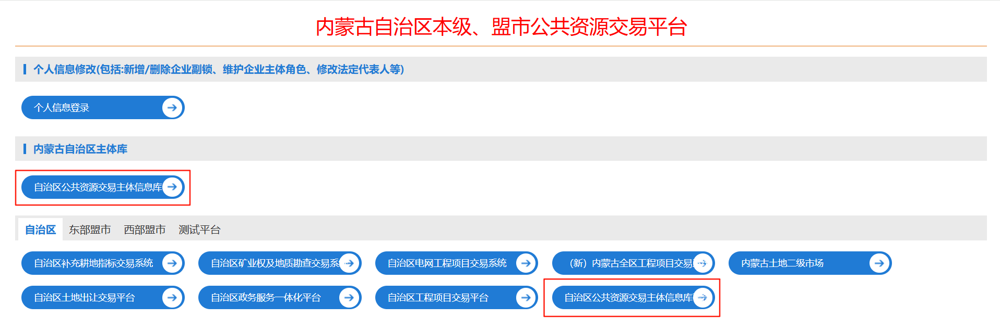 内蒙古自治区本级、盟市公共资源交易平台
个人信息修改(包括:新增/删除企业副锁、维护企业主体角色、修改法定代表人等)
个人信息登录
内蒙古自治区主体库
自治区公共资源交易主体信息库
自治区 东部盟市 西部盟市 测试平台
自治区补充耕地指标交易系统 自治区矿业权及地质勘查交易系 自治区电网工程项目交易系统 （新）内蒙古全区工程项目交易 内蒙古土地二级市场
自治区土地出让交易平台 自治区政务服务一体化平台 自治区工程项目交易平台 自治区公共资源交易主体信息库